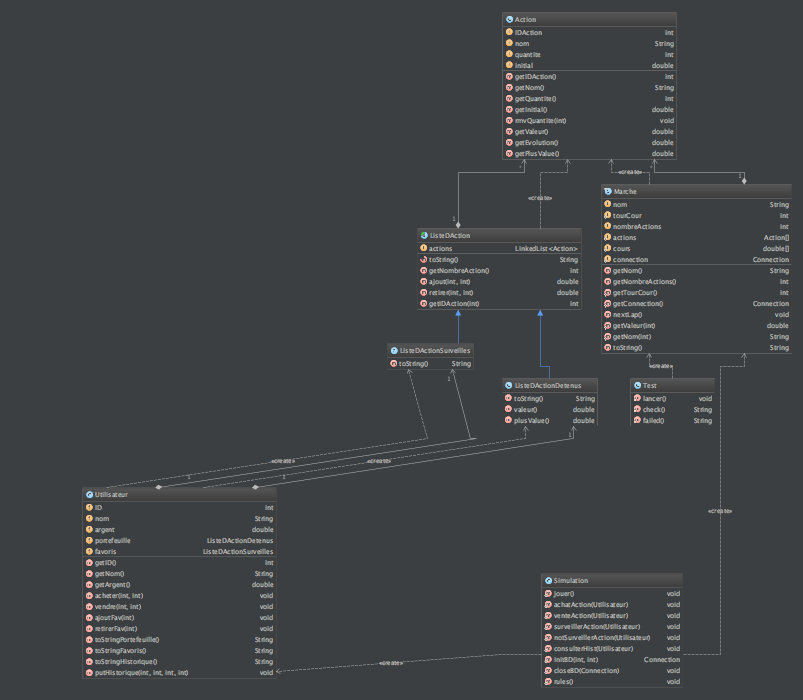 Action
IDAction int
nom String
quantite int
initial double
getIDAction() int
getNom() String
getQuantite() int
getInitial() double
rmvQuantite(int) void
getValeur() double
getEvolution() double
getPlusValue() double
«create»
1
Marche
nom String
tourCour int
nombreActions int
actions Action[]
cours double[]
connection Connection
getNom() String
getNombreActions() int
getTourCour() int
getConnection() Connection
nextLap() void
getValeur(int) double
getNom(int) String
toString() String
«create»
1
ListeDAction
actions LinkedList<Action>
toString() String
getNombreAction() int
ajout(int, int) double
retirer(int, int) double
getIDAction(int) int
ListeDActionSurveilles
toString() String
«create»
1
ListeDActionDetenus
toString() String
valeur() double
plusValue() double
Test
lancer() void
check() String
failed() String
1
«create»
«create»
1
1
Utilisateur
ID int
nom String
argent double
portefeuille ListeDActionDetenus
favoris ListeDActionSurveilles
getID() int
getNom() String
getArgent() double
acheter(int, int) void
vendre(int, int) void
ajoutFav(int) void
retirerFav(int) void
toStringPortefeuille() String
toStringFavoris() String
toStringHistorique() String
putHistorique(int, int, int, int) void
«create»
Simulation
jouer() void
achatAction(Utilisateur) void
venteAction(Utilisateur) void
surveillerAction(Utilisateur) void
notSurveillerAction(Utilisateur) void
consulterHist(Utilisateur) void
initBD(int, int) Connection
closeBD(Connection) void
rules() void
«create»